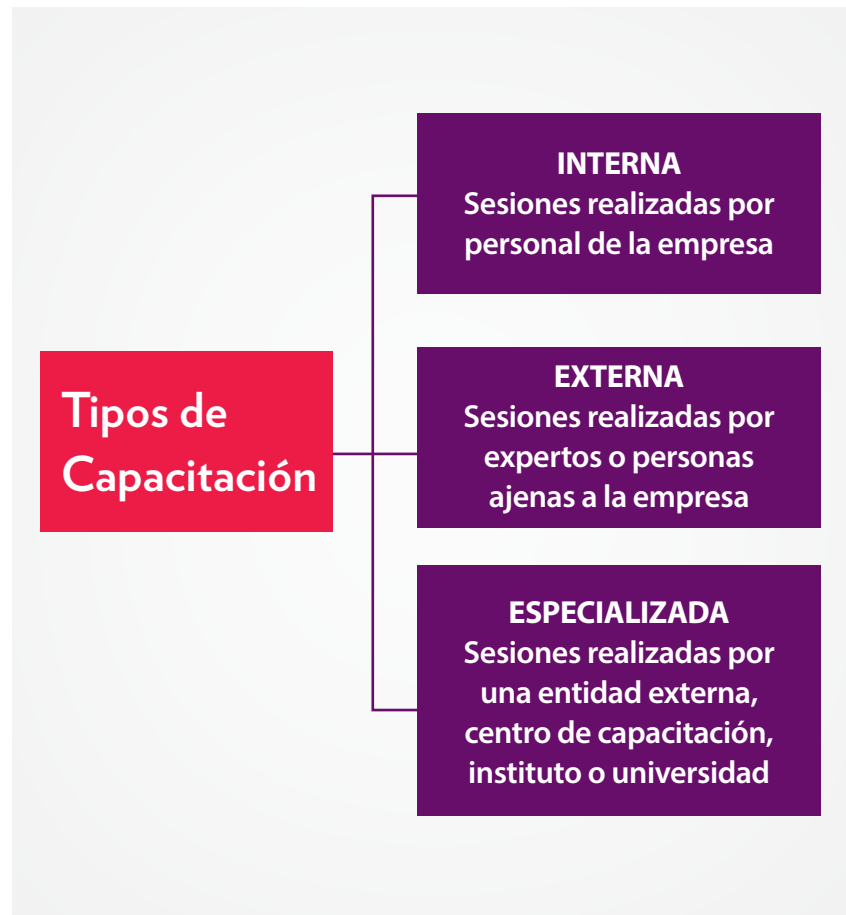 Tipos de
Capacitación
INTERNA
Sesiones realizadas por
personal de la empresa
EXTERNA
Sesiones realizadas por
expertos o personas
ajenas a la empresa
ESPECIALIZADA
Sesiones realizadas por
una entidad externa,
centro de capacitación,
instituto o universidad